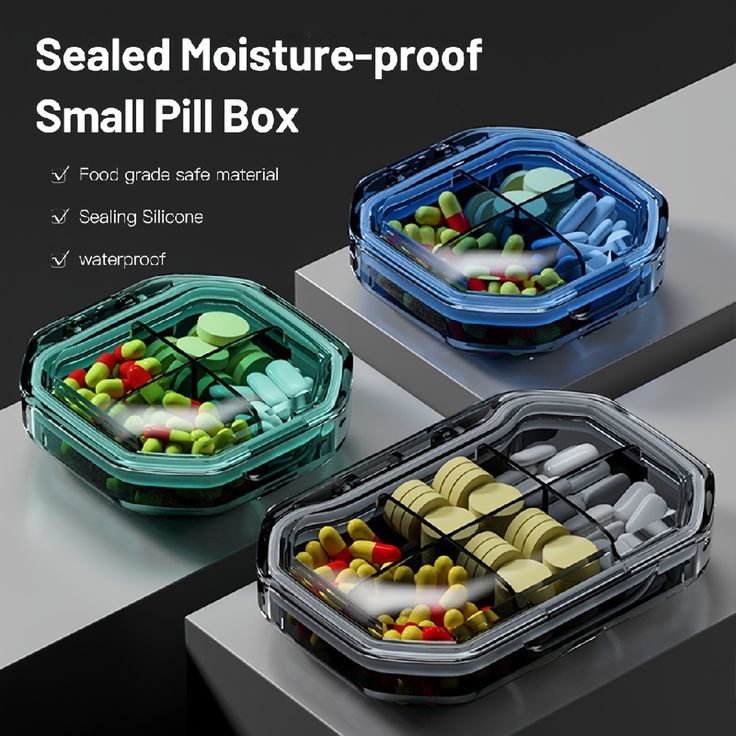 Sealed Moisture-proof
Small Pill Box
Food grade safe material
Sealing Silicone
waterproof